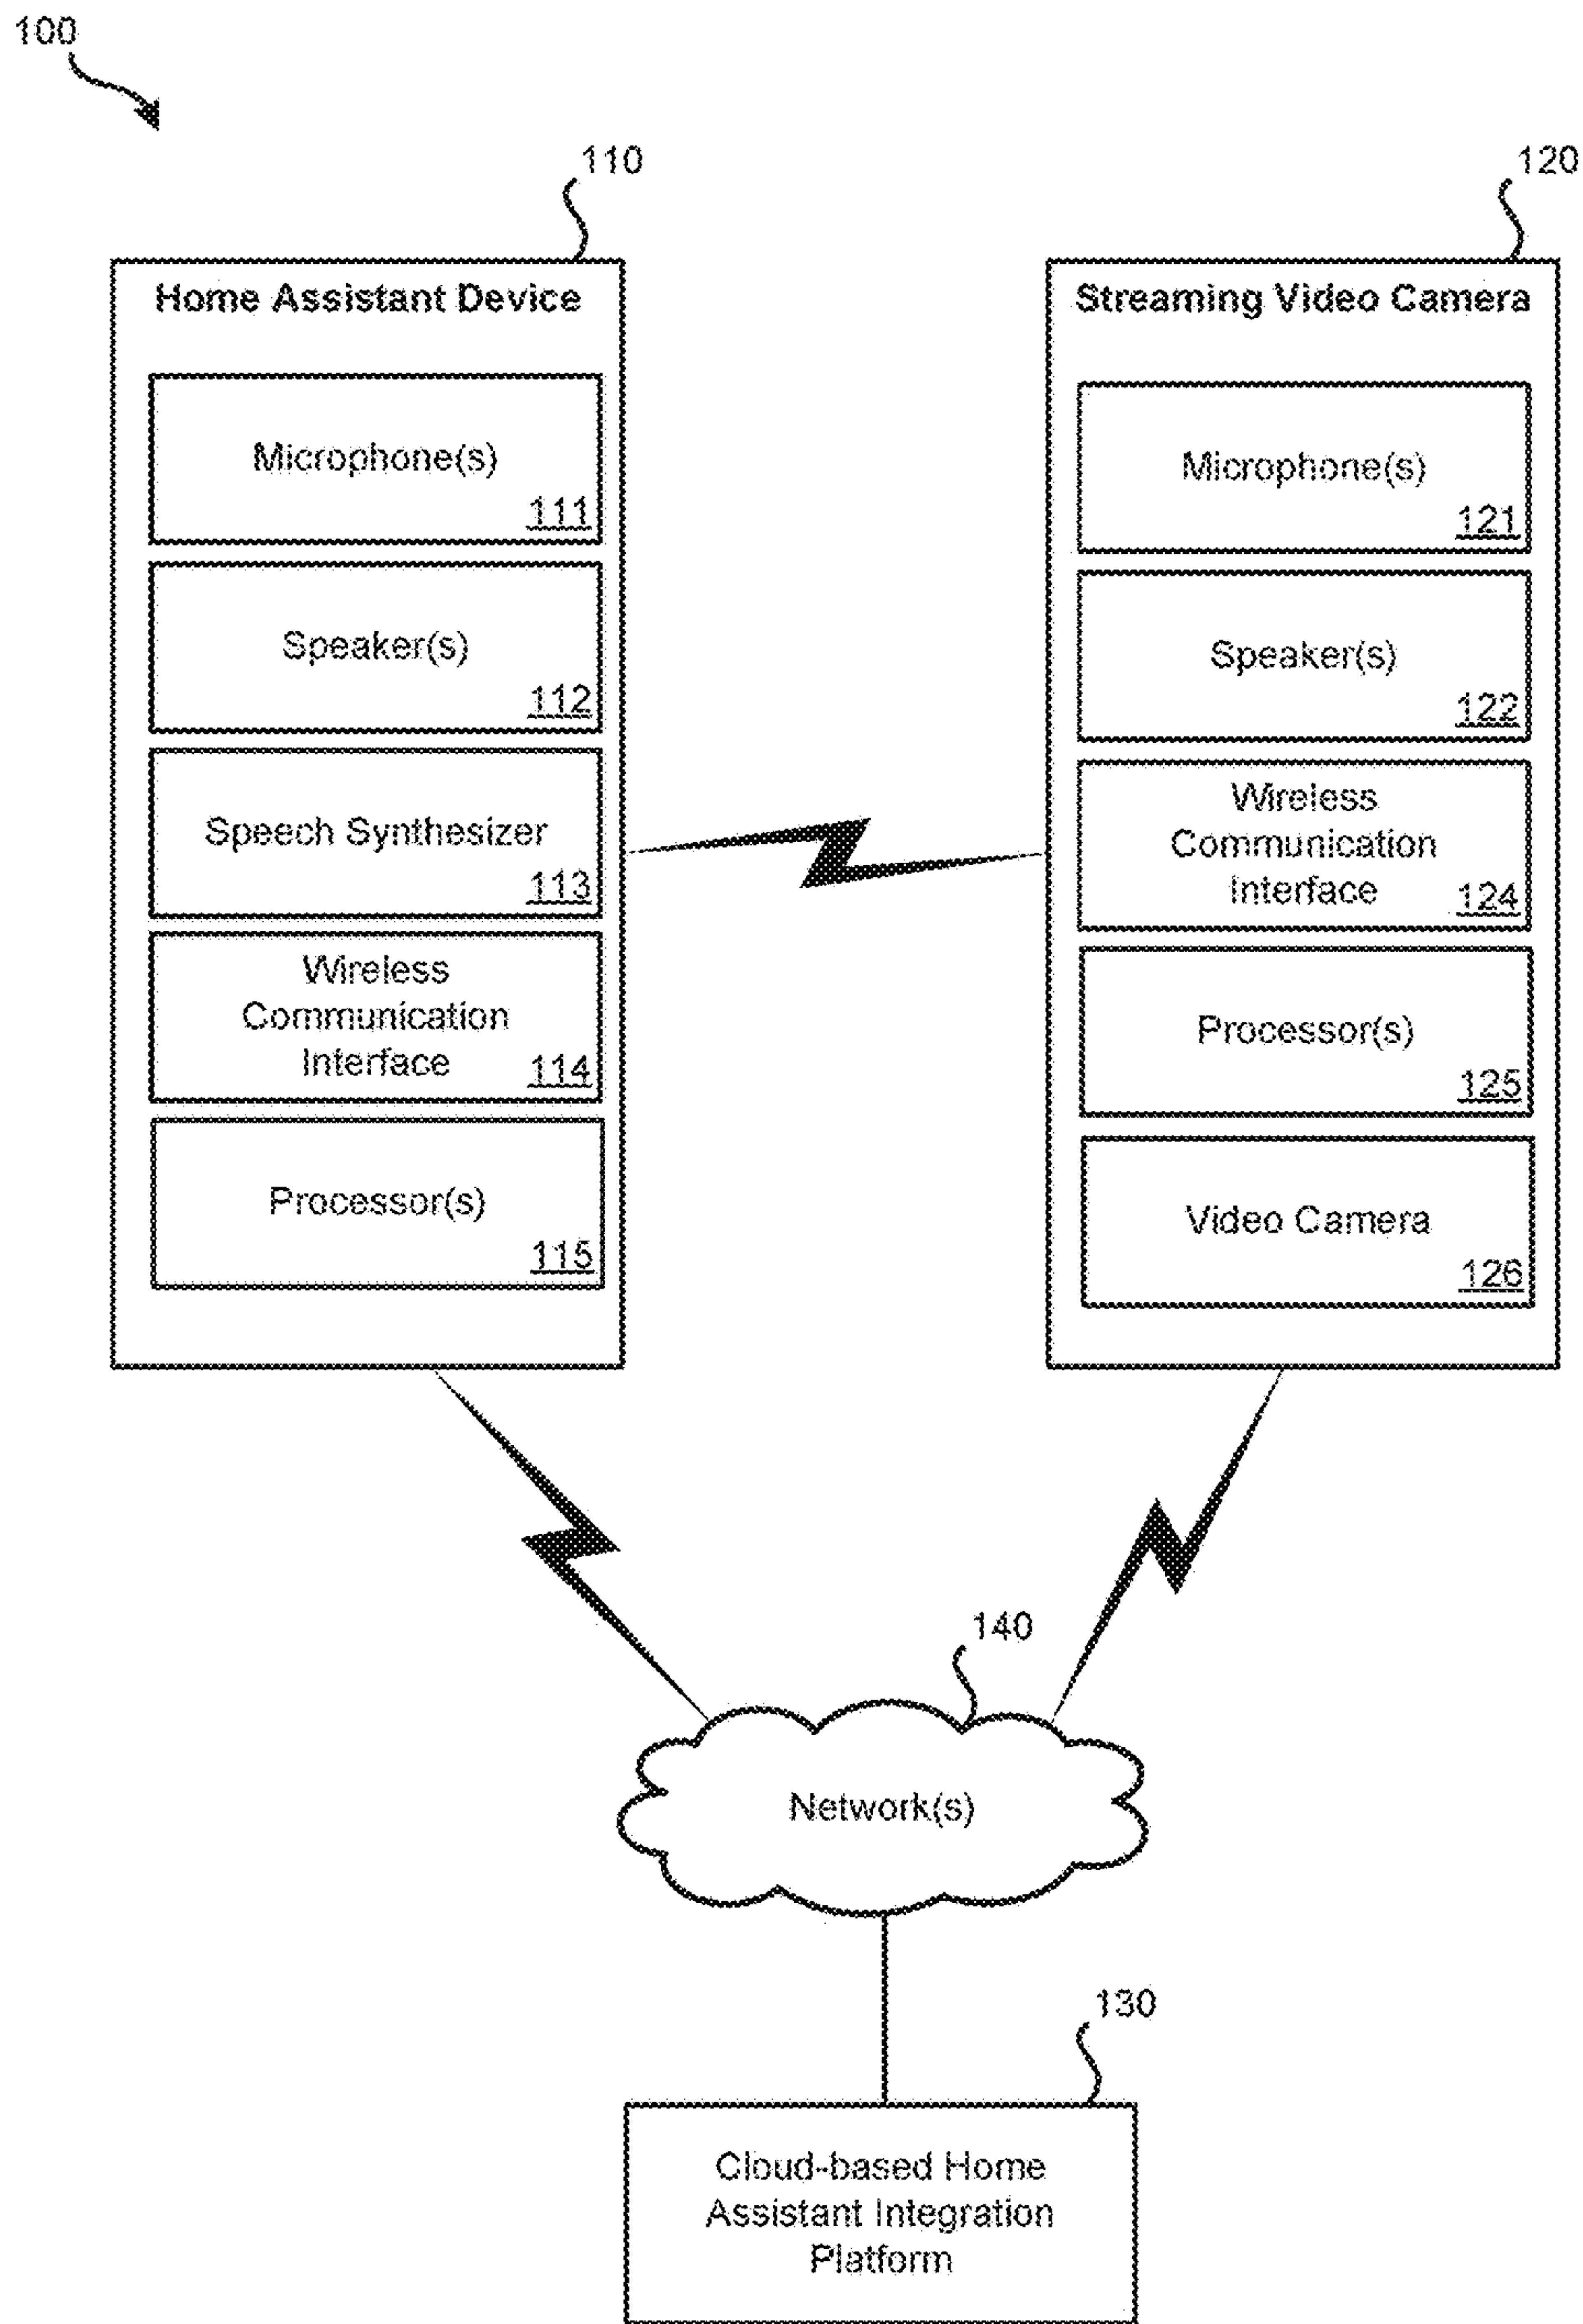 100
110
120
Home Assistant Device
Microphone(s)
111
Speaker(s)
112
Speech Synthesizer
113
Wireless
Communication
Interface
114
Processor(s)
115
Streaming Video Camera
Microphone(s)
121
Speaker(s)
122
Wireless
Communication
Interface
124
Processor(s)
125
Video Camera
126
140
Network(s)
130
Cloud-based Home
Assistant Integration
Platform